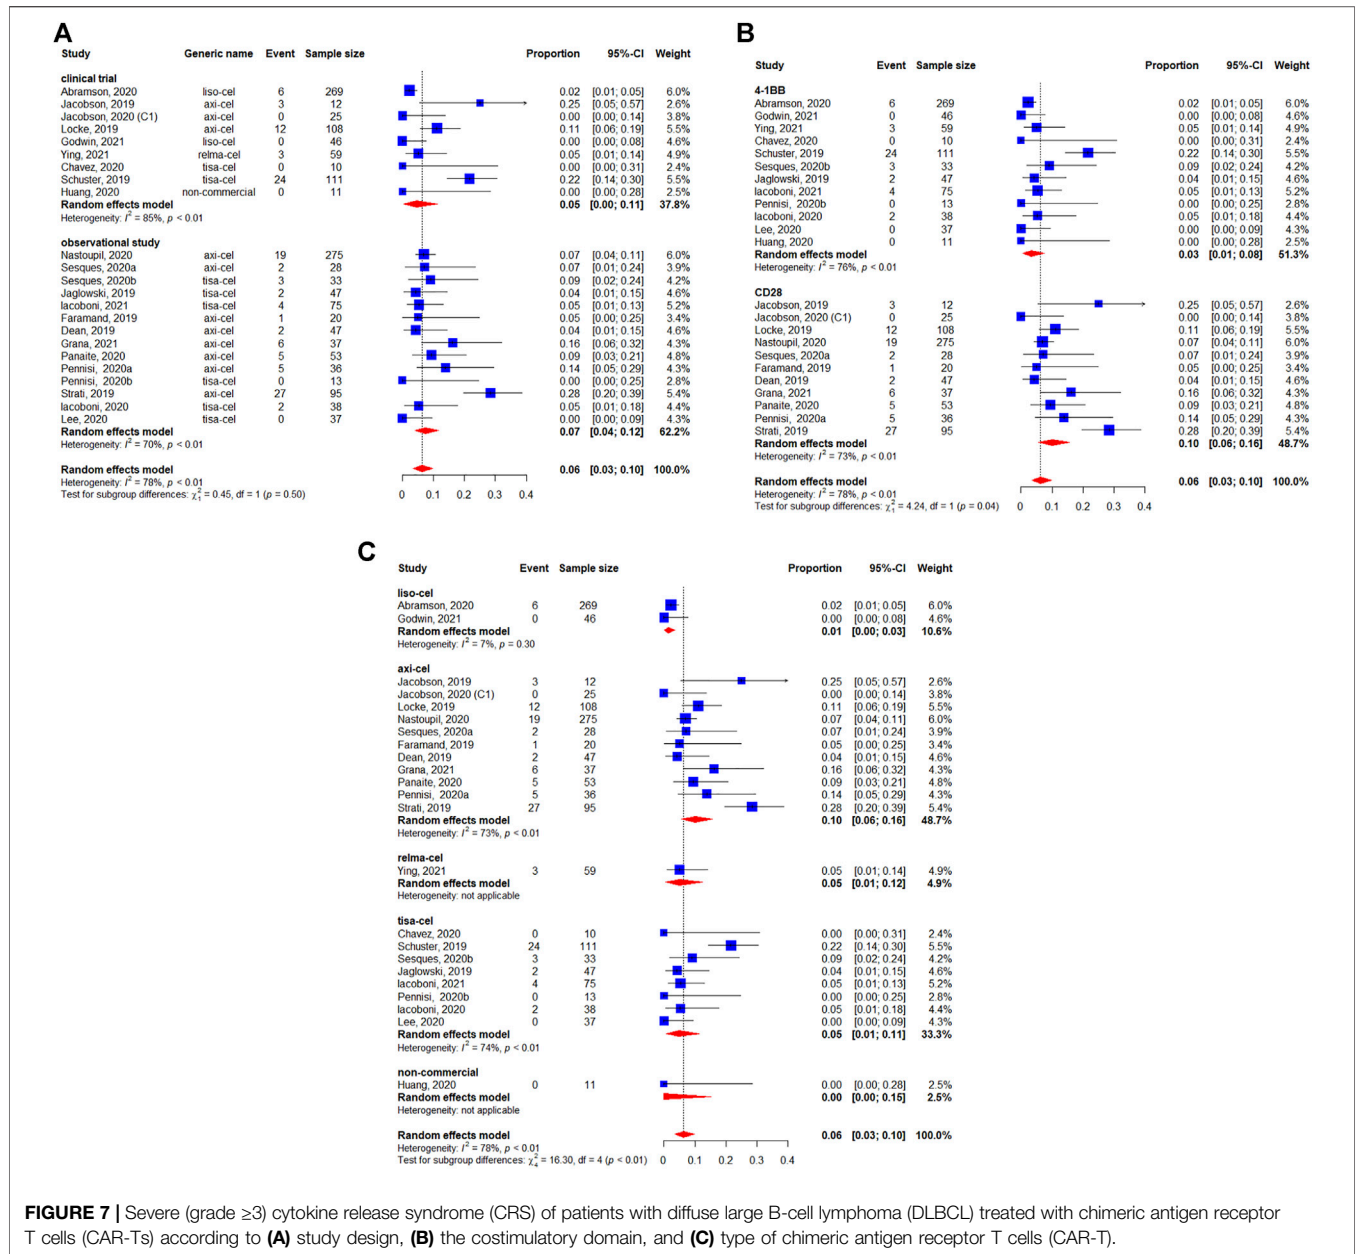 A
Study Generic name Event Sample size Proportion 95%-CI Weight
clinical trial
Abramson, 2020 liso-cel 6 269 0.02 [0.01; 0.05] 6.0%
Jacobson, 2019 axi-cel 3 12 0.25 [0.05; 0.57] 2.6%
Jacobson, 2020 (C1) axi-cel 0 25 0.00 [0.00; 0.14] 3.8%
Locke, 2019 axi-cel 12 108 0.11 [0.06; 0.19] 5.5%
Godwin, 2021 liso-cel 0 46 0.00 [0.00; 0.08] 4.6%
Ying, 2021 relma-cel 3 59 0.05 [0.01; 0.14] 4.9%
Chavez, 2020 tisa-cel 0 10 0.00 [0.00; 0.31] 2.4%
Schuster, 2019 tisa-cel 24 111 0.22 [0.14; 0.30] 5.5%
Huang, 2020 non-commercial 0 11 0.00 [0.00; 0.28] 2.5%
Random effects model 0.05 [0.00; 0.11] 37.8%
Heterogeneity: I² = 85%, p < 0.01
observational study
Nastoupil, 2020 axi-cel 19 275 0.07 [0.04; 0.11] 6.0%
Sesques, 2020a axi-cel 2 28 0.07 [0.01; 0.24] 3.9%
Sesques, 2020b tisa-cel 3 33 0.09 [0.02; 0.24] 4.2%
Jaglowski, 2019 tisa-cel 2 47 0.04 [0.01; 0.15] 4.6%
Iacoboni, 2021 tisa-cel 4 75 0.05 [0.01; 0.13] 5.2%
Faramand, 2019 axi-cel 1 20 0.05 [0.00; 0.25] 3.4%
Dean, 2019 axi-cel 2 47 0.04 [0.01; 0.15] 4.6%
Grana, 2021 axi-cel 6 37 0.16 [0.06; 0.32] 4.3%
Panaite, 2020 axi-cel 5 53 0.09 [0.03; 0.21] 4.8%
Pennisi, 2020a axi-cel 5 36 0.14 [0.05; 0.29] 4.3%
Pennisi, 2020b tisa-cel 0 13 0.00 [0.00; 0.25] 2.8%
Strati, 2019 axi-cel 27 95 0.28 [0.20; 0.39] 5.4%
Iacoboni, 2020 tisa-cel 2 38 0.05 [0.01; 0.18] 4.4%
Lee, 2020 tisa-cel 0 37 0.00 [0.00; 0.09] 4.3%
Random effects model 0.07 [0.04; 0.12] 62.2%
Heterogeneity: I² = 70%, p < 0.01
Random effects model 0.06 [0.03; 0.10] 100.0%
Heterogeneity: I² = 78%, p < 0.01
Test for subgroup differences: χ²₁ = 0.45, df = 1 (p = 0.50)
0 0.1 0.2 0.3 0.4
B
Study Event Sample size Proportion 95%-CI Weight
4-1BB
Abramson, 2020 6 269 0.02 [0.01; 0.05] 6.0%
Godwin, 2021 0 46 0.00 [0.00; 0.08] 4.6%
Ying, 2021 3 59 0.05 [0.01; 0.14] 4.9%
Chavez, 2020 0 10 0.00 [0.00; 0.31] 2.4%
Schuster, 2019 24 111 0.22 [0.14; 0.30] 5.5%
Sesques, 2020b 3 33 0.09 [0.02; 0.24] 4.2%
Jaglowski, 2019 2 47 0.04 [0.01; 0.15] 4.6%
Iacoboni, 2021 4 75 0.05 [0.01; 0.13] 5.2%
Pennisi, 2020b 0 13 0.00 [0.00; 0.25] 2.8%
Iacoboni, 2020 2 38 0.05 [0.01; 0.18] 4.4%
Lee, 2020 0 37 0.00 [0.00; 0.09] 4.3%
Huang, 2020 0 11 0.00 [0.00; 0.28] 2.5%
Random effects model 0.03 [0.01; 0.08] 51.3%
Heterogeneity: I² = 76%, p < 0.01
CD28
Jacobson, 2019 3 12 0.25 [0.05; 0.57] 2.6%
Jacobson, 2020 (C1) 0 25 0.00 [0.00; 0.14] 3.8%
Locke, 2019 12 108 0.11 [0.06; 0.19] 5.5%
Nastoupil, 2020 19 275 0.07 [0.04; 0.11] 6.0%
Sesques, 2020a 2 28 0.07 [0.01; 0.24] 3.9%
Faramand, 2019 1 20 0.05 [0.00; 0.25] 3.4%
Dean, 2019 2 47 0.04 [0.01; 0.15] 4.6%
Grana, 2021 6 37 0.16 [0.06; 0.32] 4.3%
Panaite, 2020 5 53 0.09 [0.03; 0.21] 4.8%
Pennisi, 2020a 5 36 0.14 [0.05; 0.29] 4.3%
Strati, 2019 27 95 0.28 [0.20; 0.39] 5.4%
Random effects model 0.10 [0.06; 0.16] 48.7%
Heterogeneity: I² = 73%, p < 0.01
Random effects model 0.06 [0.03; 0.10] 100.0%
Heterogeneity: I² = 78%, p < 0.01
Test for subgroup differences: χ²₁ = 4.24, df = 1 (p = 0.04)
0 0.1 0.2 0.3 0.4
C
Study Event Sample size Proportion 95%-CI Weight
liso-cel
Abramson, 2020 6 269 0.02 [0.01; 0.05] 6.0%
Godwin, 2021 0 46 0.00 [0.00; 0.08] 4.6%
Random effects model 0.01 [0.00; 0.03] 10.6%
Heterogeneity: I² = 7%, p = 0.30
axi-cel
Jacobson, 2019 3 12 0.25 [0.05; 0.57] 2.6%
Jacobson, 2020 (C1) 0 25 0.00 [0.00; 0.14] 3.8%
Locke, 2019 12 108 0.11 [0.06; 0.19] 5.5%
Nastoupil, 2020 19 275 0.07 [0.04; 0.11] 6.0%
Sesques, 2020a 2 28 0.07 [0.01; 0.24] 3.9%
Faramand, 2019 1 20 0.05 [0.00; 0.25] 3.4%
Dean, 2019 2 47 0.04 [0.01; 0.15] 4.6%
Grana, 2021 6 37 0.16 [0.06; 0.32] 4.3%
Panaite, 2020 5 53 0.09 [0.03; 0.21] 4.8%
Pennisi, 2020a 5 36 0.14 [0.05; 0.29] 4.3%
Strati, 2019 27 95 0.28 [0.20; 0.39] 5.4%
Random effects model 0.10 [0.06; 0.16] 48.7%
Heterogeneity: I² = 73%, p < 0.01
relma-cel
Ying, 2021 3 59 0.05 [0.01; 0.14] 4.9%
Random effects model 0.05 [0.01; 0.12] 4.9%
Heterogeneity: not applicable
tisa-cel
Chavez, 2020 0 10 0.00 [0.00; 0.31] 2.4%
Schuster, 2019 24 111 0.22 [0.14; 0.30] 5.5%
Sesques, 2020b 3 33 0.09 [0.02; 0.24] 4.2%
Jaglowski, 2019 2 47 0.04 [0.01; 0.15] 4.6%
Iacoboni, 2021 4 75 0.05 [0.01; 0.13] 5.2%
Pennisi, 2020b 0 13 0.00 [0.00; 0.25] 2.8%
Iacoboni, 2020 2 38 0.05 [0.01; 0.18] 4.4%
Lee, 2020 0 37 0.00 [0.00; 0.09] 4.3%
Random effects model 0.05 [0.01; 0.11] 33.3%
Heterogeneity: I² = 74%, p < 0.01
non-commercial
Huang, 2020 0 11 0.00 [0.00; 0.28] 2.5%
Random effects model 0.00 [0.00; 0.15] 2.5%
Heterogeneity: not applicable
Random effects model 0.06 [0.03; 0.10] 100.0%
Heterogeneity: I² = 78%, p < 0.01
Test for subgroup differences: χ²₄ = 16.30, df = 4 (p < 0.01)
0 0.1 0.2 0.3 0.4
FIGURE 7 | Severe (grade ≥3) cytokine release syndrome (CRS) of patients with diffuse large B-cell lymphoma (DLBCL) treated with chimeric antigen receptor
T cells (CAR-Ts) according to (A) study design, (B) the costimulatory domain, and (C) type of chimeric antigen receptor T cells (CAR-T).